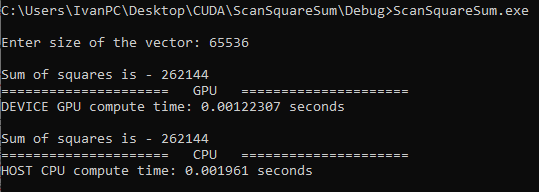 C:\Users\IvanPC\Desktop\CUDA\ScanSquareSum\Debug>ScanSquareSum.exe
Enter size of the vector: 65536
Sum of squares is - 262144
===================== GPU =====================
DEVICE GPU compute time: 0.00122307 seconds
Sum of squares is - 262144
===================== CPU =====================
HOST CPU compute time: 0.001961 seconds